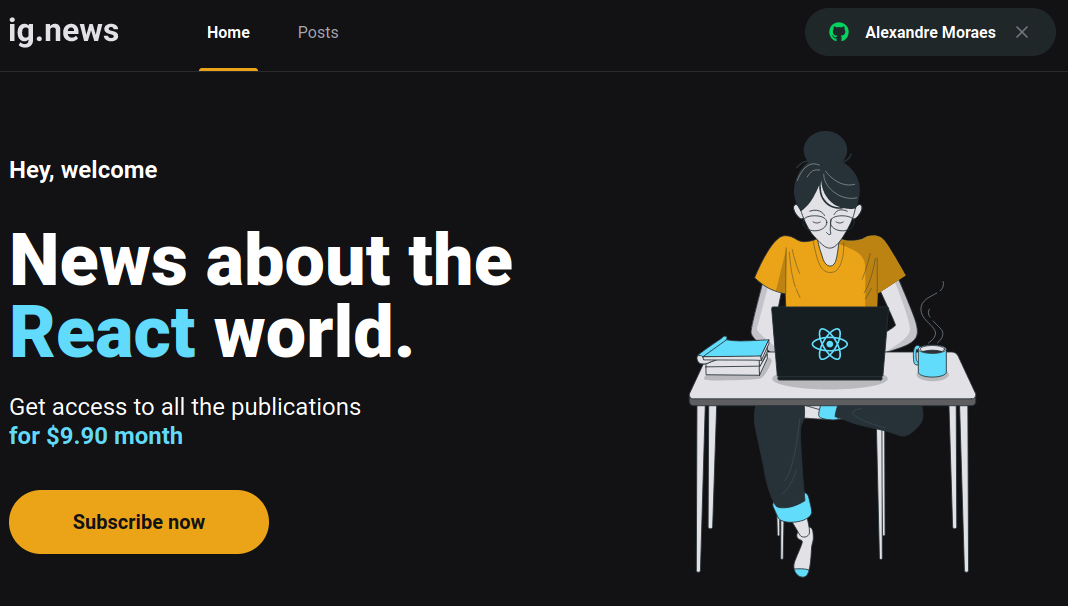 ig.news
Home
Posts
Alexandre Moraes
Hey, welcome
News about the
React world.
Get access to all the publications
for $9.90 month
Subscribe now